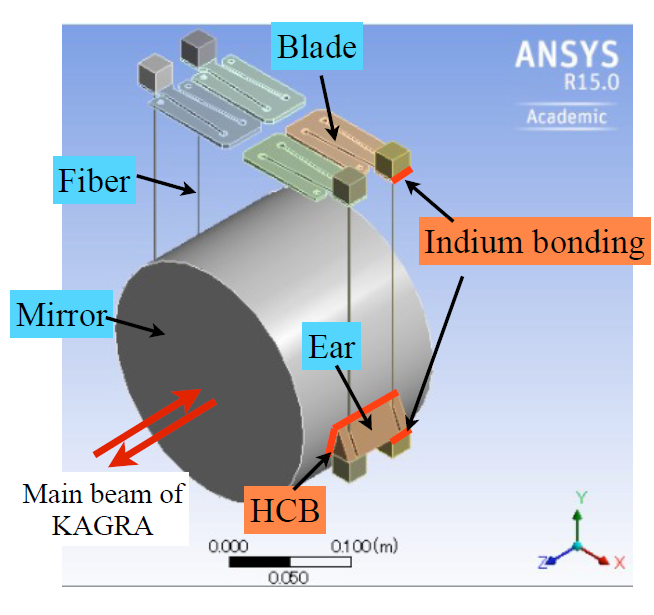 Blade
ANSYS
R15.0
Academic
Fiber
Indium bonding
Mirror
Ear
Main beam of
KAGRA
HCB
0.000
0.100 (m)
0.050
Y
Z
X